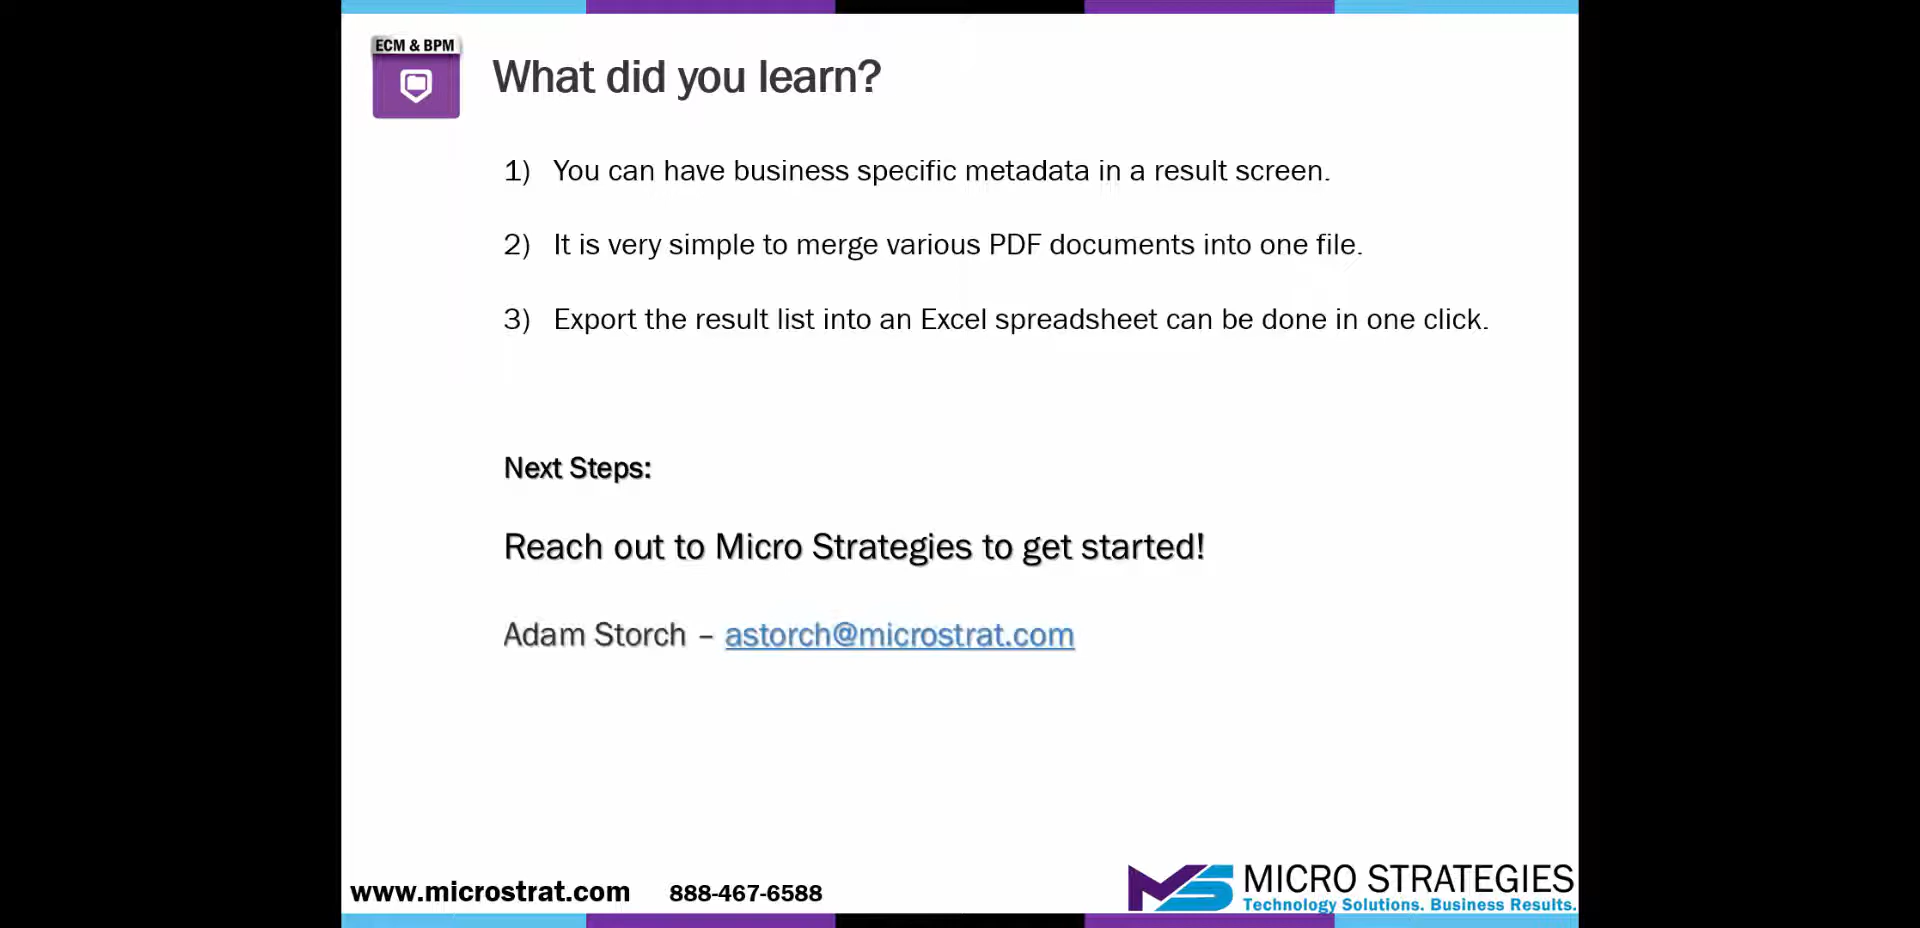 ECM & BPM
What did you learn?
1) You can have business specific metadata in a result screen.
2) It is very simple to merge various PDF documents into one file.
3) Export the result list into an Excel spreadsheet can be done in one click.
Next Steps:
Reach out to Micro Strategies to get started!
Adam Storch – astorch@microstrat.com
www.microstrat.com 888-467-6588
MS MICRO STRATEGIES
Technology Solutions. Business Results.